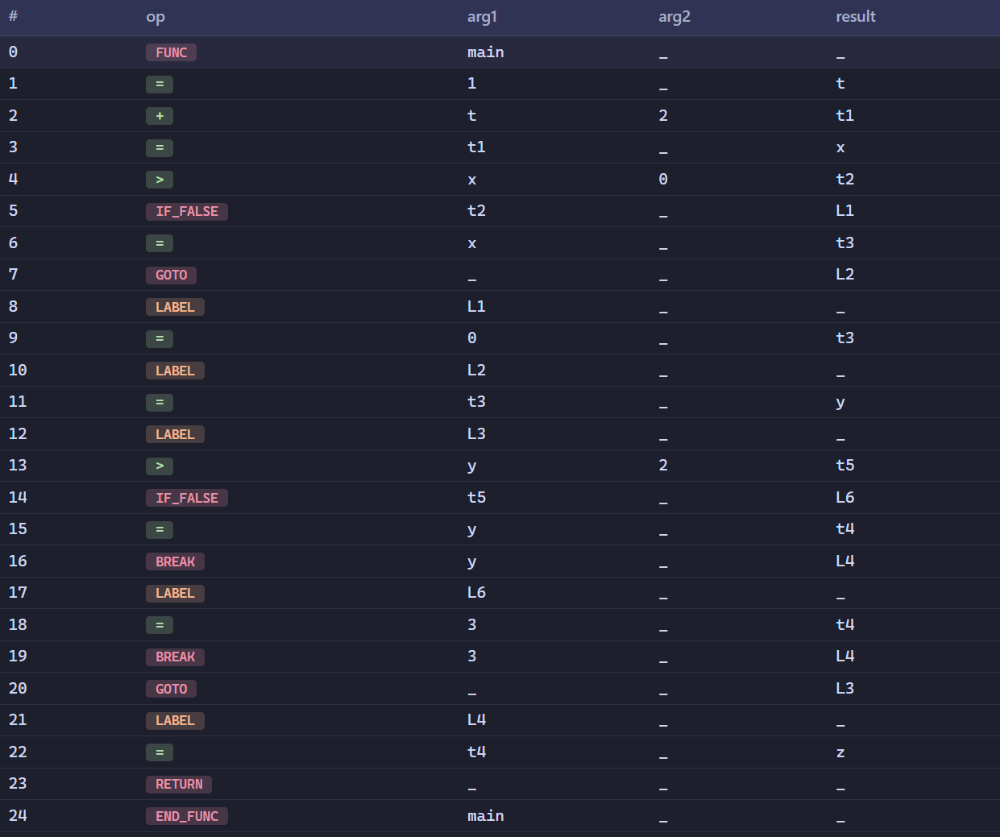 # op arg1 arg2 result
0 FUNC main _ _
1 = 1 _ t
2 + t 2 t1
3 = t1 _ x
4 > x 0 t2
5 IF_FALSE t2 _ L1
6 = x _ t3
7 GOTO _ _ L2
8 LABEL L1 _ _
9 = 0 _ t3
10 LABEL L2 _ _
11 = t3 _ y
12 LABEL L3 _ _
13 > y 2 t5
14 IF_FALSE t5 _ L6
15 = y _ t4
16 BREAK y _ L4
17 LABEL L6 _ _
18 = 3 _ t4
19 BREAK 3 _ L4
20 GOTO _ _ L3
21 LABEL L4 _ _
22 = t4 _ z
23 RETURN _ _ _
24 END_FUNC main _ _